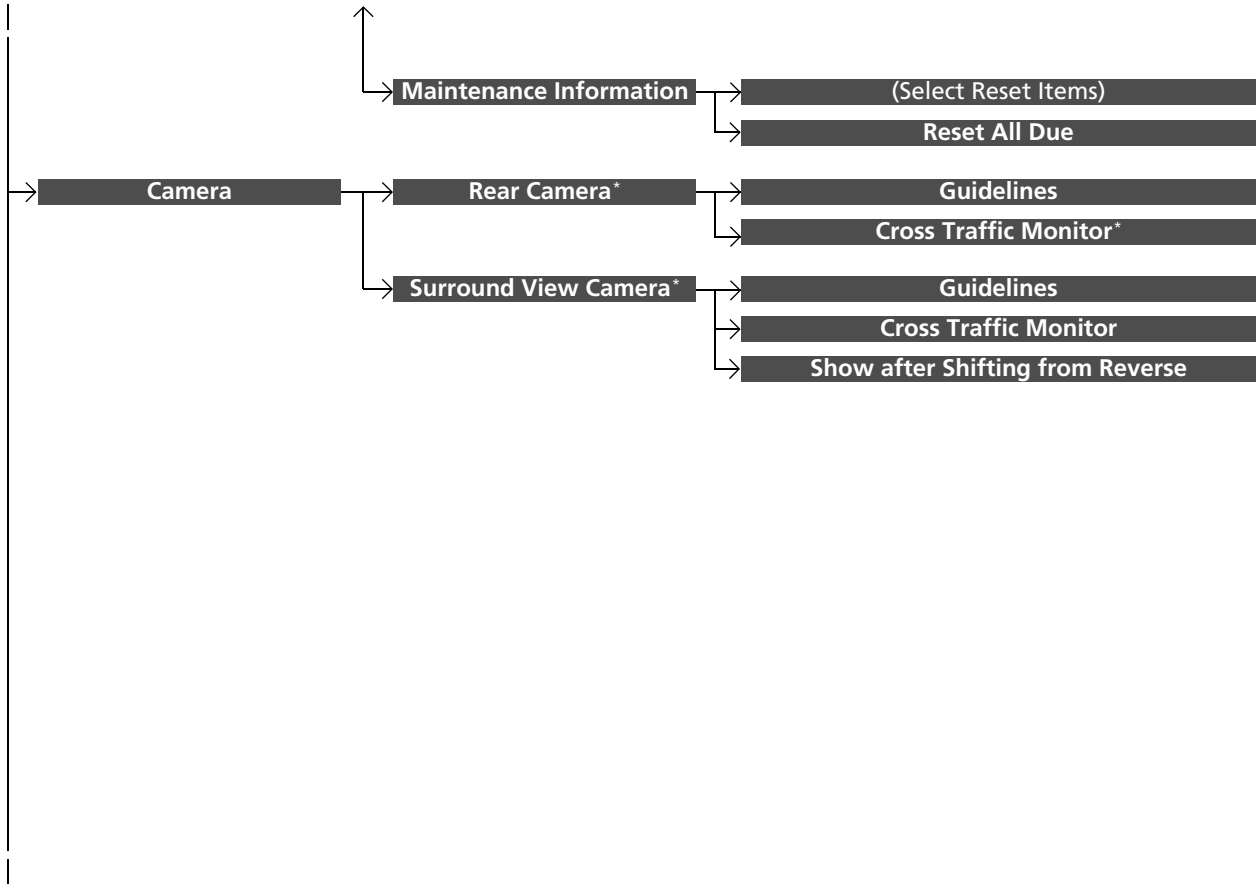 Maintenance Information
(Select Reset Items)
Reset All Due
Camera
Rear Camera*
Guidelines
Cross Traffic Monitor*
Surround View Camera*
Guidelines
Cross Traffic Monitor
Show after Shifting from Reverse